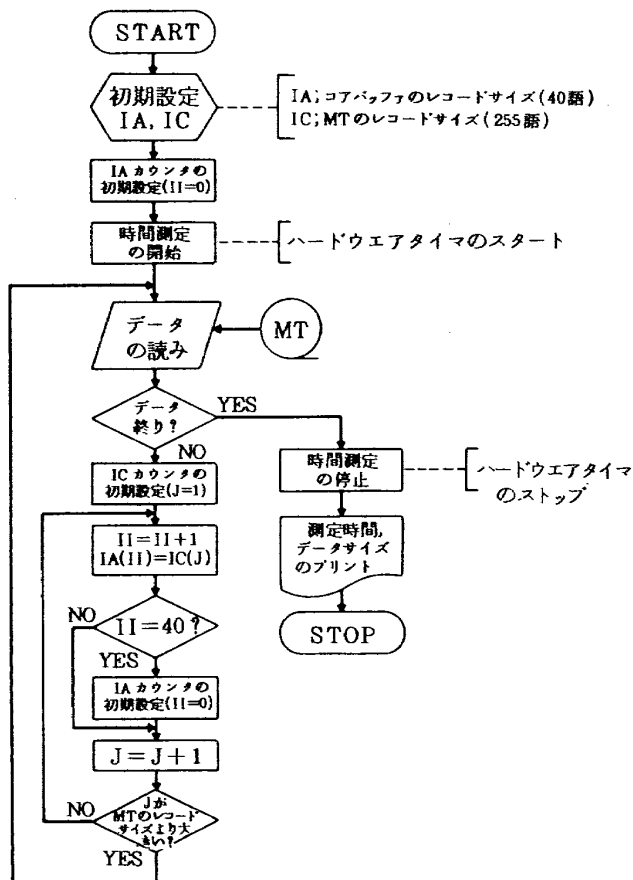 START
初期設定
IA, IC
IA;コアバッファのレコードサイズ(40語)
IC;MTのレコードサイズ(255語)
IAカウンタの
初期設定(II=0)
時間測定
の開始
ハードウエアタイマのスタート
データ
の読み
MT
データ
終り?
YES
NO
ICカウンタの
初期設定(J=1)
時間測定
の停止
ハードウエアタイマ
のストップ
II=II+1
IA(II)=IC(J)
測定時間,
データサイズ
のプリント
NO
II=40?
STOP
YES
IAカウンタの
初期設定(II=0)
J=J+1
NO
Jが
MTのレコード
サイズより大
きい?
YES